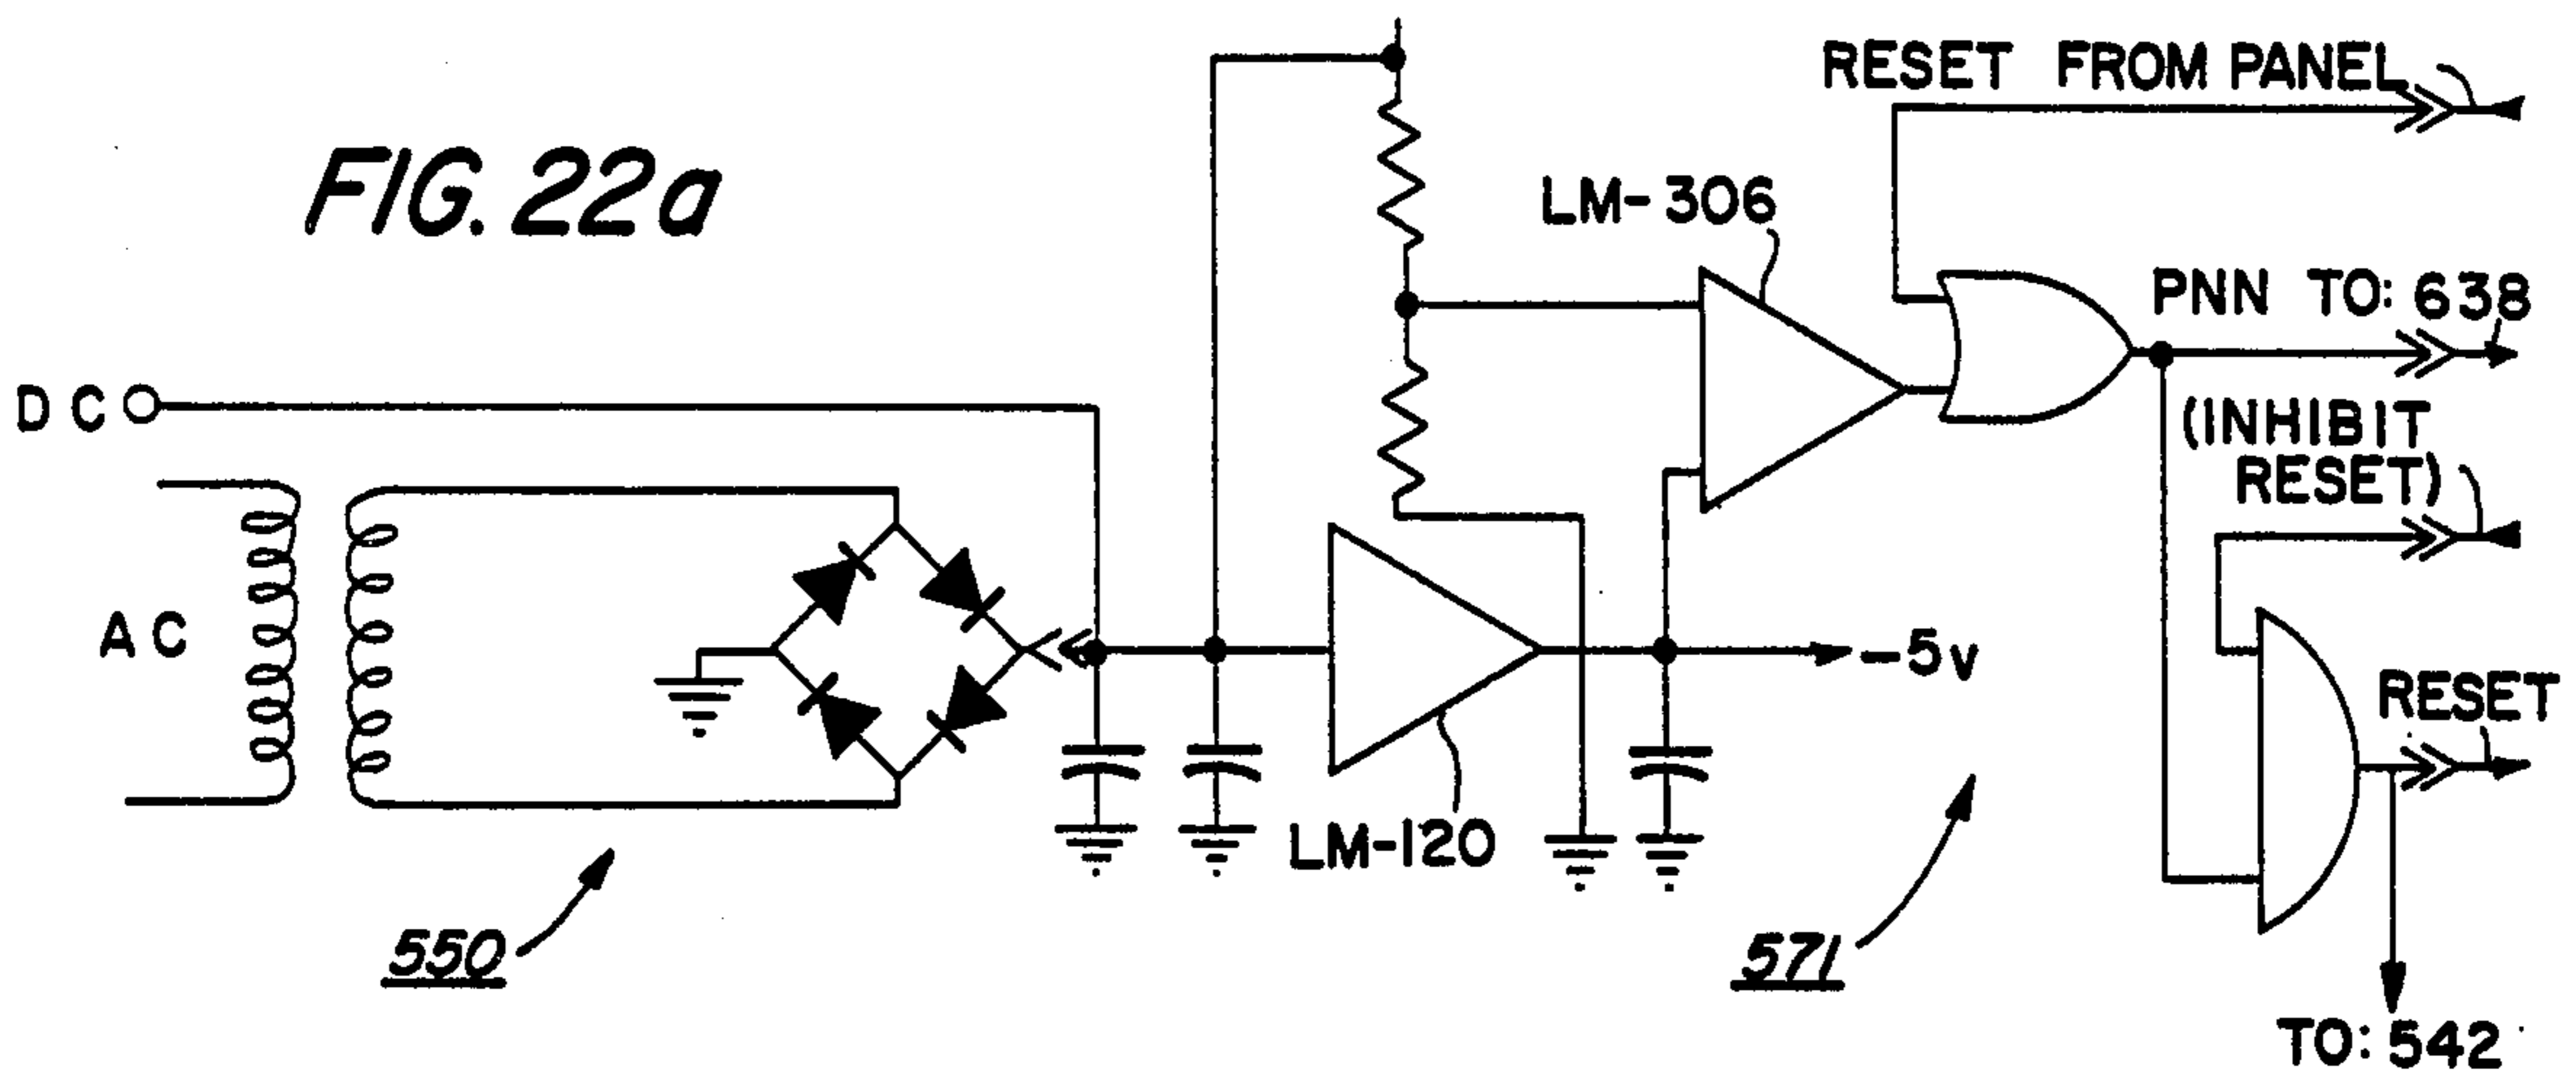 FIG. 22a
RESET FROM PANEL
LM-306
PNN TO: 638
DC
(INHIBIT
RESET)
AC
-5v
RESET
LM-120
550
571
TO: 542